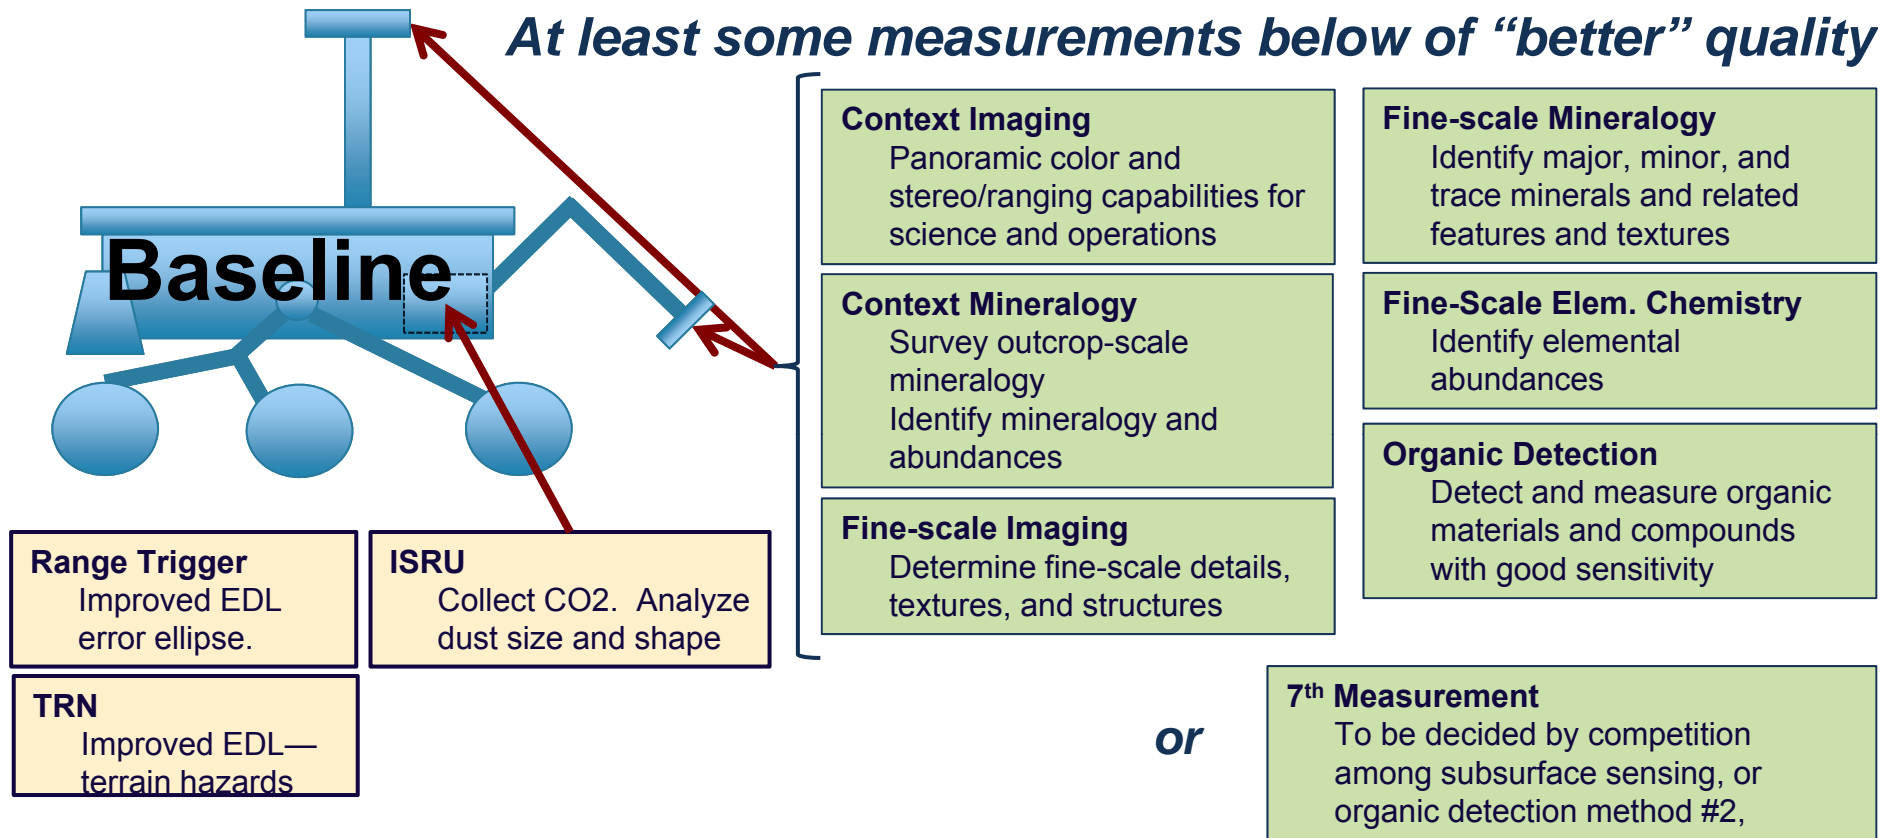 At least some measurements below of “better” quality
Baseline
Context Imaging
Panoramic color and
stereo/ranging capabilities for
science and operations
Context Mineralogy
Survey outcrop-scale
mineralogy
Identify mineralogy and
abundances
Fine-scale Imaging
Determine fine-scale details,
textures, and structures
Fine-scale Mineralogy
Identify major, minor, and
trace minerals and related
features and textures
Fine-Scale Elem. Chemistry
Identify elemental
abundances
Organic Detection
Detect and measure organic
materials and compounds
with good sensitivity
Range Trigger
Improved EDL
error ellipse.
ISRU
Collect CO2.  Analyze
dust size and shape
TRN
Improved EDL—
terrain hazards
or
7th Measurement
To be decided by competition
among subsurface sensing, or
organic detection method #2,